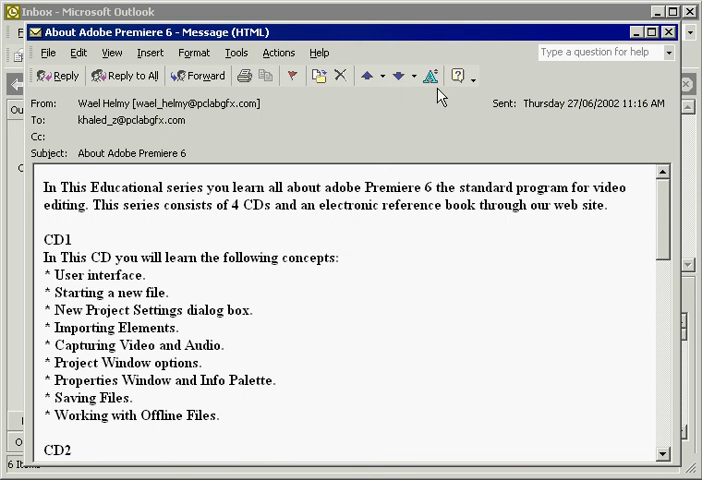 Inbox - Microsoft Outlook
About Adobe Premiere 6 - Message (HTML)
File Edit View Insert Format Tools Actions Help
Type a question for help
Reply Reply to All Forward
From: Wael Helmy [wael_helmy@pclabgfx.com] Sent: Thursday 27/06/2002 11:16 AM
To: khaled_z@pclabgfx.com
Cc:
Subject: About Adobe Premiere 6
In This Educational series you learn all about adobe Premiere 6 the standard program for video
editing. This series consists of 4 CDs and an electronic reference book through our web site.
CD1
In This CD you will learn the following concepts:
* User interface.
* Starting a new file.
* New Project Settings dialog box.
* Importing Elements.
* Capturing Video and Audio.
* Project Window options.
* Properties Window and Info Palette.
* Saving Files.
* Working with Offline Files.
CD2